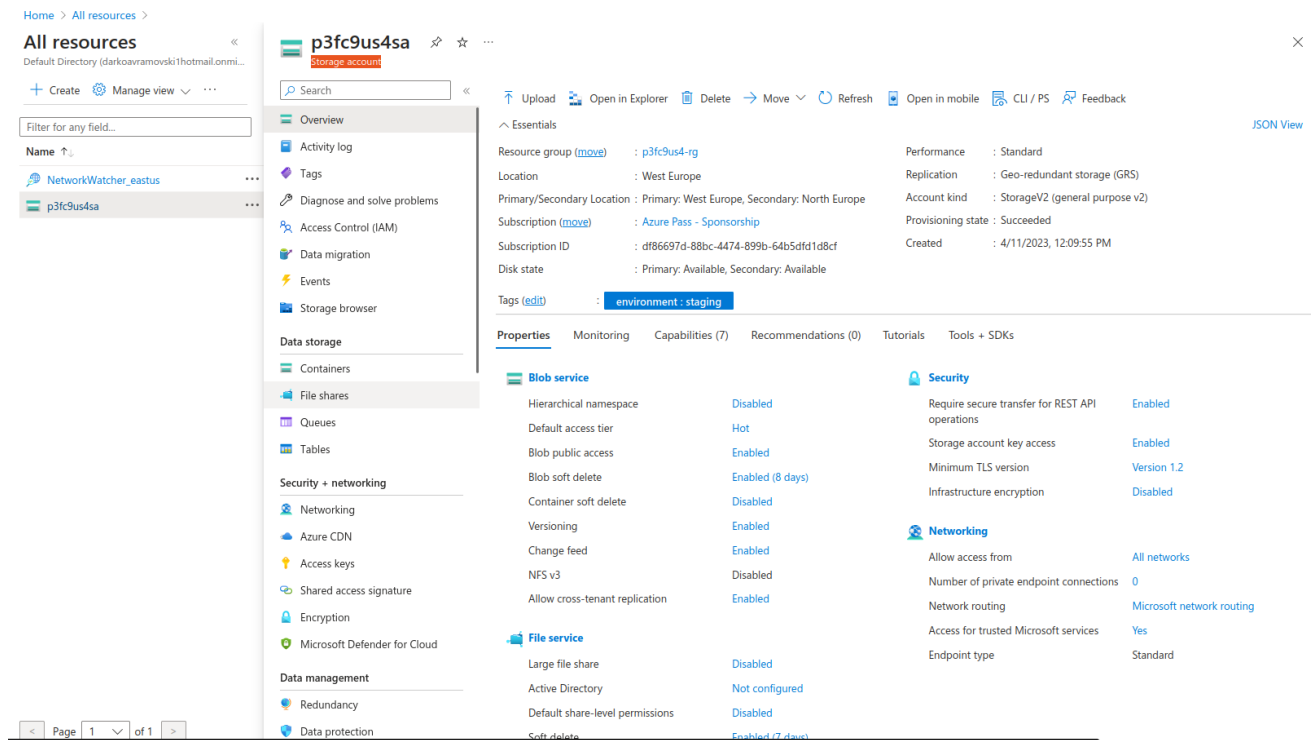 Home > All resources >
All resources «
Default Directory (darkoavramovski1hotmail.onmi...
+ Create Manage view ···
Filter for any field...
Name ↑↓
NetworkWatcher_eastus ···
p3fc9us4sa ···
< Page 1 of 1 >
p3fc9us4sa ···
Storage account
Search «
Overview
Activity log
Tags
Diagnose and solve problems
Access Control (IAM)
Data migration
Events
Storage browser
Data storage
Containers
File shares
Queues
Tables
Security + networking
Networking
Azure CDN
Access keys
Shared access signature
Encryption
Microsoft Defender for Cloud
Data management
Redundancy
Data protection
Upload Open in Explorer Delete Move Refresh Open in mobile CLI / PS Feedback
Essentials JSON View
Resource group (move) : p3fc9us4-rg
Location : West Europe
Primary/Secondary Location : Primary: West Europe, Secondary: North Europe
Subscription (move) : Azure Pass - Sponsorship
Subscription ID : df86697d-88bc-4474-899b-64b5dfd1d8cf
Disk state : Primary: Available, Secondary: Available
Performance : Standard
Replication : Geo-redundant storage (GRS)
Account kind : StorageV2 (general purpose v2)
Provisioning state : Succeeded
Created : 4/11/2023, 12:09:55 PM
Tags (edit) : environment : staging
Properties Monitoring Capabilities (7) Recommendations (0) Tutorials Tools + SDKs
Blob service
Hierarchical namespace Disabled
Default access tier Hot
Blob public access Enabled
Blob soft delete Enabled (8 days)
Container soft delete Disabled
Versioning Enabled
Change feed Enabled
NFS v3 Disabled
Allow cross-tenant replication Enabled
File service
Large file share Disabled
Active Directory Not configured
Default share-level permissions Disabled
Soft delete Enabled (7 days)
Security
Require secure transfer for REST API Enabled
operations
Storage account key access Enabled
Minimum TLS version Version 1.2
Infrastructure encryption Disabled
Networking
Allow access from All networks
Number of private endpoint connections 0
Network routing Microsoft network routing
Access for trusted Microsoft services Yes
Endpoint type Standard